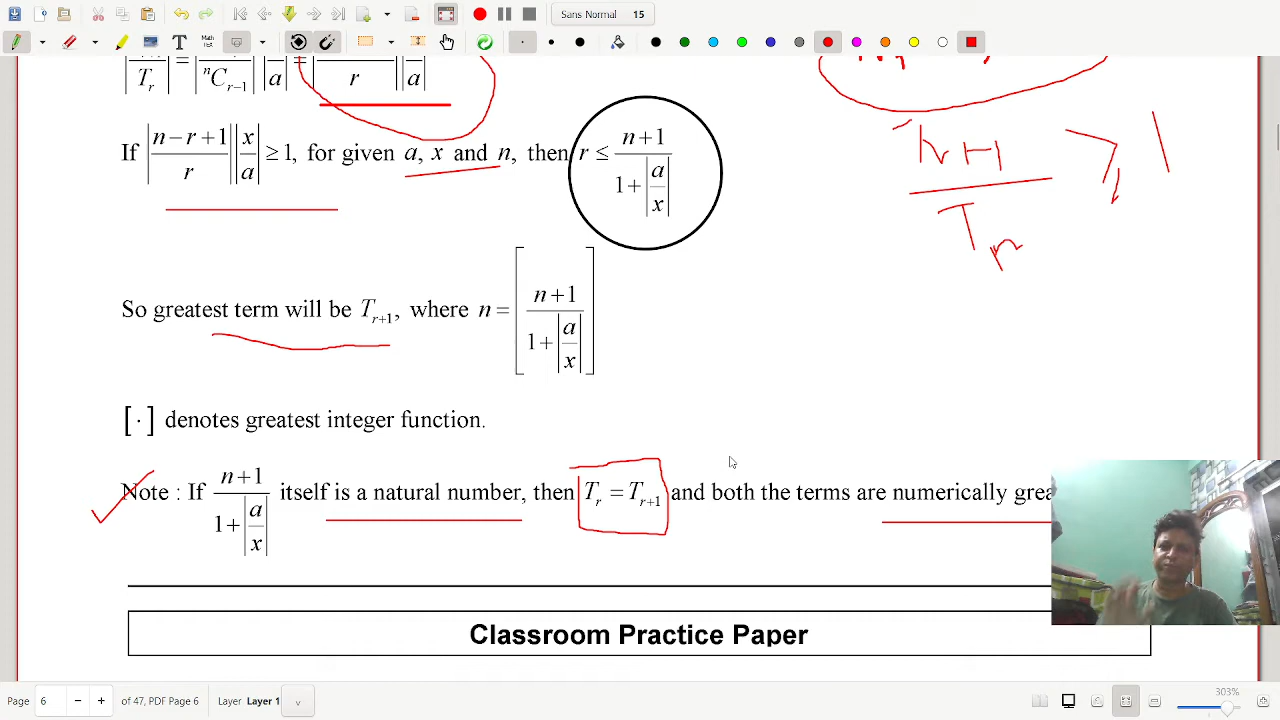 Sans Normal 15
| T_r | = | ^nC_{r-1} | | a | = | r | | a |
If |n−r+1/r||x/a| ≥ 1, for given a, x and n, then r ≤ n+1/1+|a/x|
n+1/T_r ≥ 1
So greatest term will be T_{r+1}, where n = [n+1/1+|a/x|]
[·] denotes greatest integer function.
Note : If n+1/1+|a/x| itself is a natural number, then T_r = T_{r+1} and both the terms are numerically
Classroom Practice Paper
Page 6 − + of 47, PDF Page 6 Layer Layer 1 303%